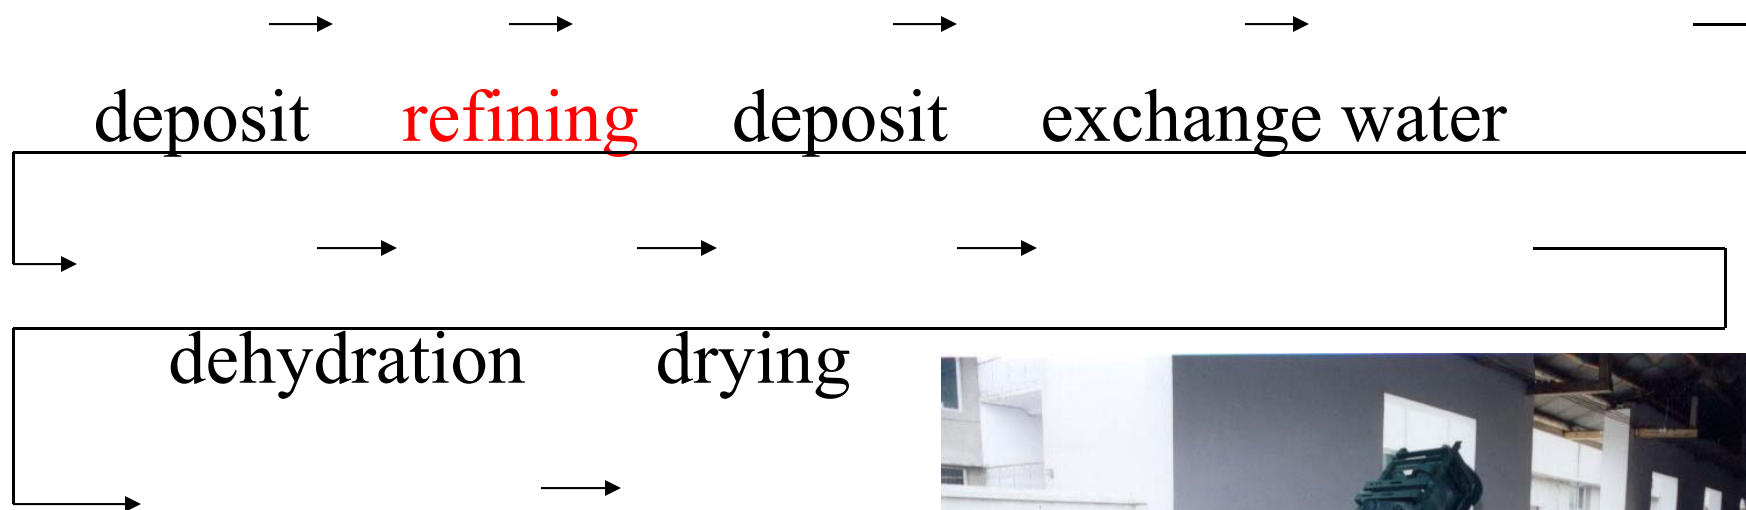 deposit refining deposit exchange water
dehydration drying